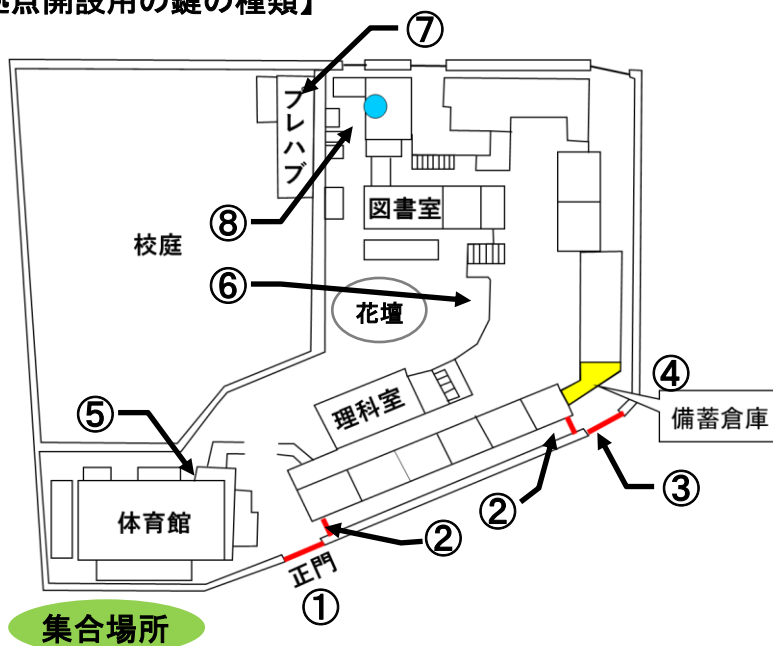 点開設用の鍵の種類】
⑦
プレハブ
⑧
図書室
校庭
⑥
花壇
④
理科室
備蓄倉庫
⑤
②
③
体育館
②
正門
①
集合場所